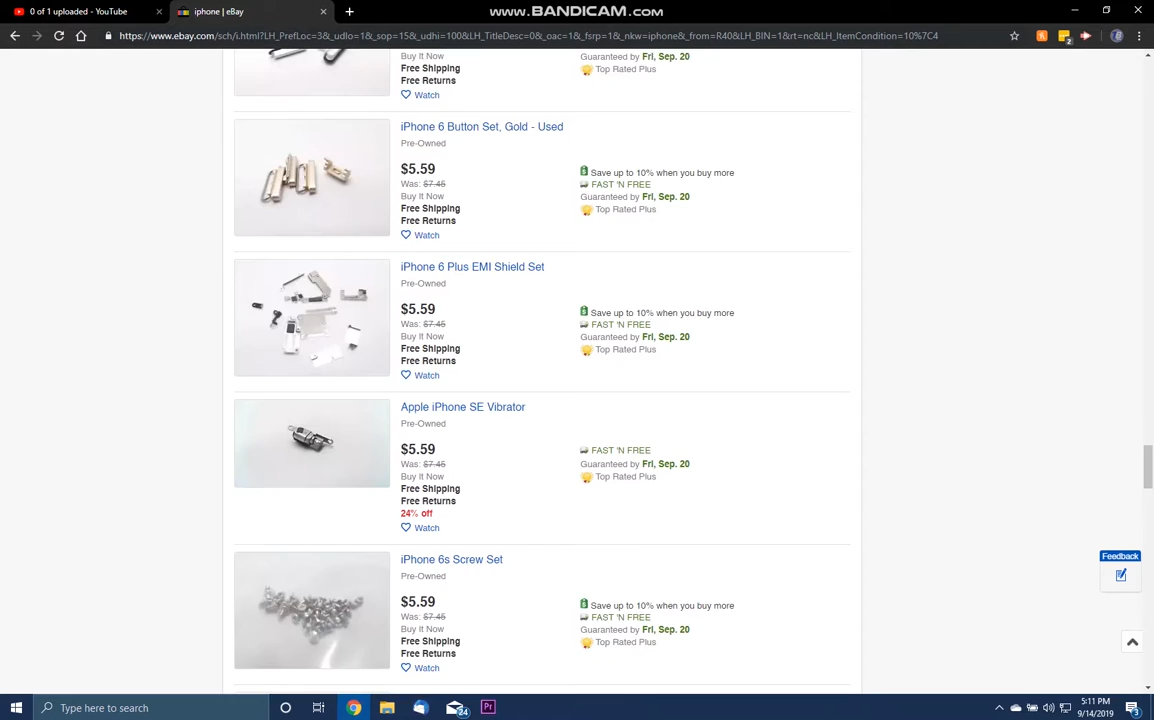 0 of 1 uploaded - YouTube
iphone | eBay
WWW.BANDICAM.COM
https://www.ebay.com/sch/i.html?LH_PrefLoc=3&_udlo=1&_sop=15&_udhi=100&LH_TitleDesc=0&_oac=1&_fsrp=1&_nkw=iphone&_from=R40&LH_BIN=1&rt=nc&LH_ItemCondition=10%7C4
2
Buy It Now
Free Shipping
Free Returns
Watch
Guaranteed by Fri, Sep. 20
Top Rated Plus
iPhone 6 Button Set, Gold - Used
Pre-Owned
$5.59
Was: $7.45
Buy It Now
Free Shipping
Free Returns
Watch
Save up to 10% when you buy more
FAST 'N FREE
Guaranteed by Fri, Sep. 20
Top Rated Plus
iPhone 6 Plus EMI Shield Set
Pre-Owned
$5.59
Was: $7.45
Buy It Now
Free Shipping
Free Returns
Watch
Save up to 10% when you buy more
FAST 'N FREE
Guaranteed by Fri, Sep. 20
Top Rated Plus
Apple iPhone SE Vibrator
Pre-Owned
$5.59
Was: $7.45
Buy It Now
Free Shipping
Free Returns
24% off
Watch
FAST 'N FREE
Guaranteed by Fri, Sep. 20
Top Rated Plus
iPhone 6s Screw Set
Pre-Owned
$5.59
Was: $7.45
Buy It Now
Free Shipping
Free Returns
Watch
Save up to 10% when you buy more
FAST 'N FREE
Guaranteed by Fri, Sep. 20
Top Rated Plus
Feedback
Type here to search
24
Pr
5:11 PM
9/14/2019
3